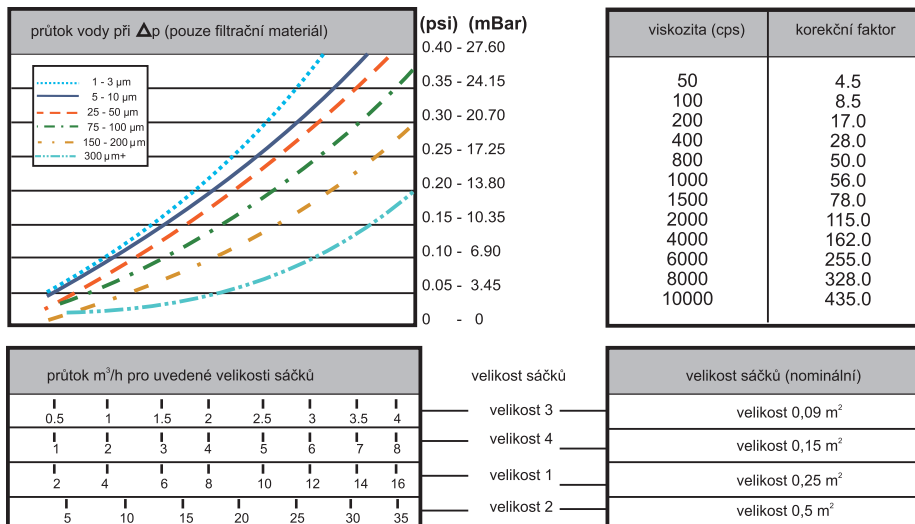 průtok vody při Δp (pouze filtrační materiál)
1 - 3 µm
5 - 10 µm
25 - 50 µm
75 - 100 µm
150 - 200 µm
300 µm+
(psi) (mBar)
0.40 - 27.60
0.35 - 24.15
0.30 - 20.70
0.25 - 17.25
0.20 - 13.80
0.15 - 10.35
0.10 - 6.90
0.05 - 3.45
0 - 0
viskozita (cps) korekční faktor
50 4.5
100 8.5
200 17.0
400 28.0
800 50.0
1000 56.0
1500 78.0
2000 115.0
4000 162.0
6000 255.0
8000 328.0
10000 435.0
průtok m³/h pro uvedené velikosti sáčků
velikost sáčků
velikost sáčků (nominální)
0.5 1 1.5 2 2.5 3 3.5 4
velikost 3
velikost 0,09 m²
1 2 3 4 5 6 7 8
velikost 4
velikost 0,15 m²
2 4 6 8 10 12 14 16
velikost 1
velikost 0,25 m²
5 10 15 20 25 30 35
velikost 2
velikost 0,5 m²